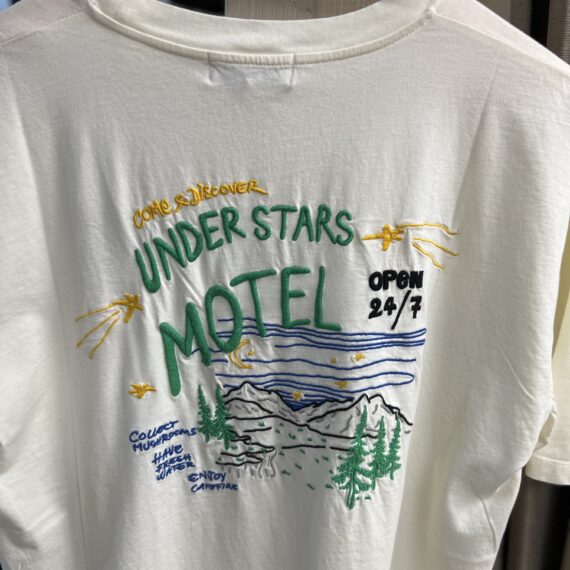 COME & DISCOVER
UNDER STARS
MOTEL
OPEN
24/7
COLLECT
MUSHROOMS
HAVE
FRESH
WATER
ENJOY
CAMPFIRE